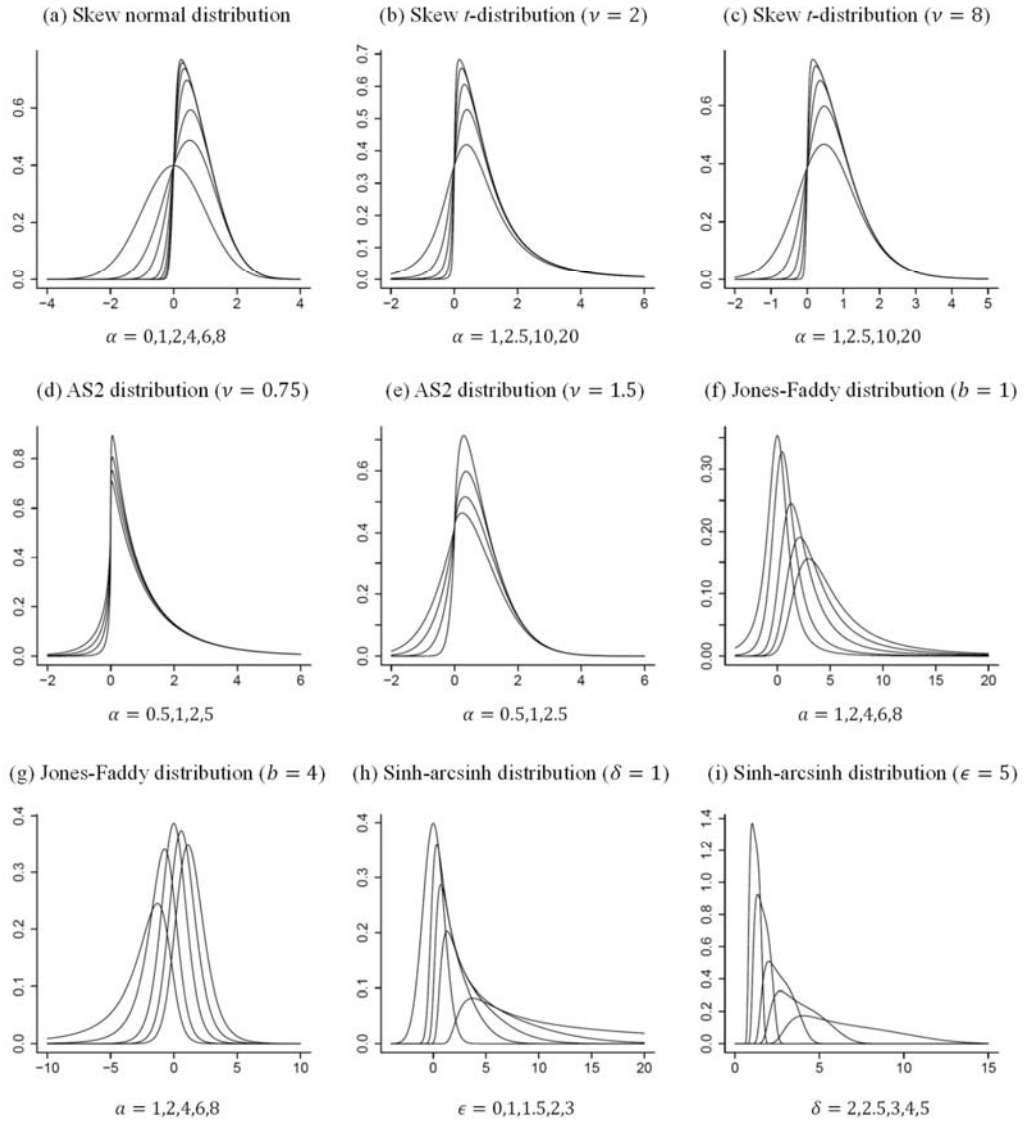 (a) Skew normal distribution
0.0 0.2 0.4 0.6
−4 −2 0 2 4
α = 0,1,2,4,6,8
(b) Skew t-distribution (ν = 2)
0.0 0.1 0.2 0.3 0.4 0.5 0.6 0.7
−2 0 2 4 6
α = 1,2.5,10,20
(c) Skew t-distribution (ν = 8)
0.0 0.2 0.4 0.6
−2 −1 0 1 2 3 4 5
α = 1,2.5,10,20
(d) AS2 distribution (ν = 0.75)
0.0 0.2 0.4 0.6 0.8
−2 0 2 4 6
α = 0.5,1,2,5
(e) AS2 distribution (ν = 1.5)
0.0 0.2 0.4 0.6
−2 0 2 4 6
α = 0.5,1,2.5
(f) Jones-Faddy distribution (b = 1)
0.00 0.10 0.20 0.30
0 5 10 15 20
a = 1,2,4,6,8
(g) Jones-Faddy distribution (b = 4)
0.0 0.1 0.2 0.3 0.4
−10 −5 0 5 10
a = 1,2,4,6,8
(h) Sinh-arcsinh distribution (δ = 1)
0.0 0.1 0.2 0.3 0.4
0 5 10 15 20
ϵ = 0,1,1.5,2,3
(i) Sinh-arcsinh distribution (ϵ = 5)
0.0 0.2 0.4 0.6 0.8 1.0 1.2 1.4
0 5 10 15
δ = 2,2.5,3,4,5